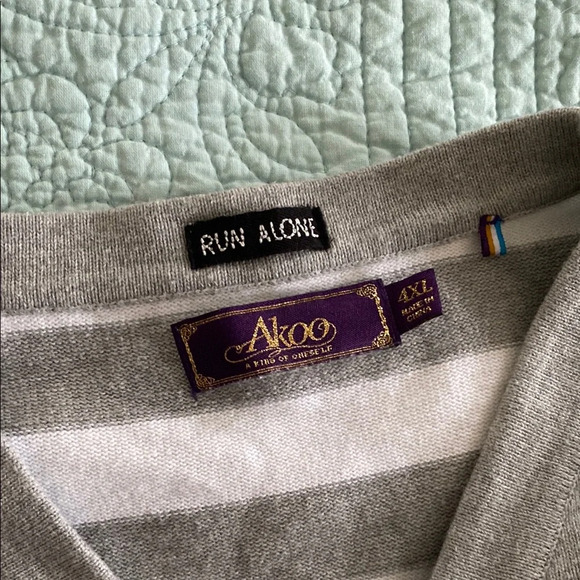 RUN ALONE
Akoo
A KING OF ONESELF
4XL
MADE IN
CHINA